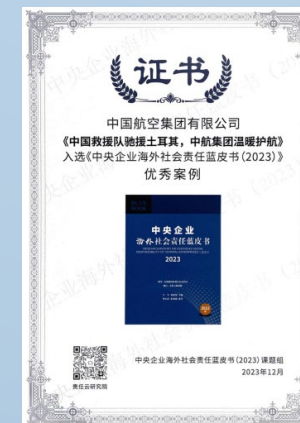 证书
中国航空集团有限公司
《中国救援队驰援土耳其，中航集团温暖护航》
入选《中央企业海外社会责任蓝皮书（2023）》
优秀案例
中央企业
海外社会责任蓝皮书
2023
责任云研究院
中央企业海外社会责任蓝皮书（2023）课题组
2023年12月